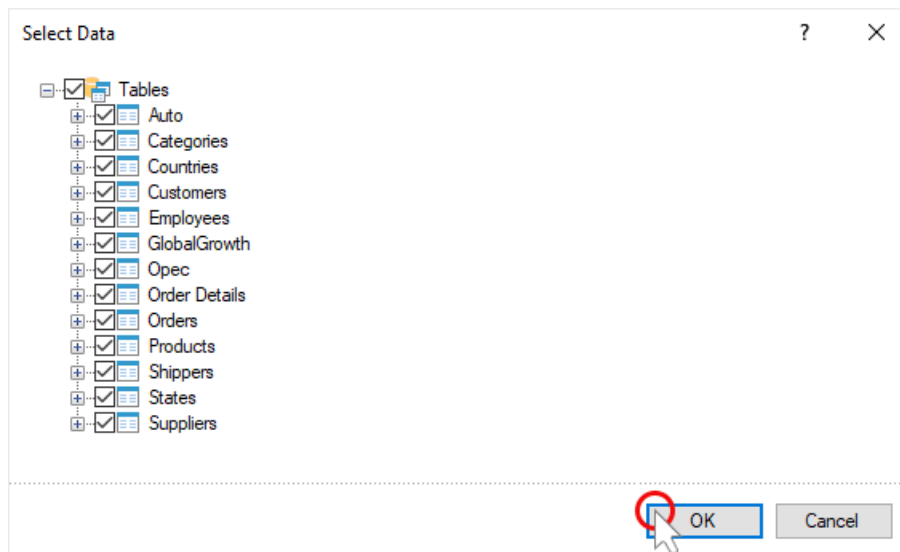 Select Data ?
Tables
Auto
Categories
Countries
Customers
Employees
GlobalGrowth
Opec
Order Details
Orders
Products
Shippers
States
Suppliers
OK Cancel